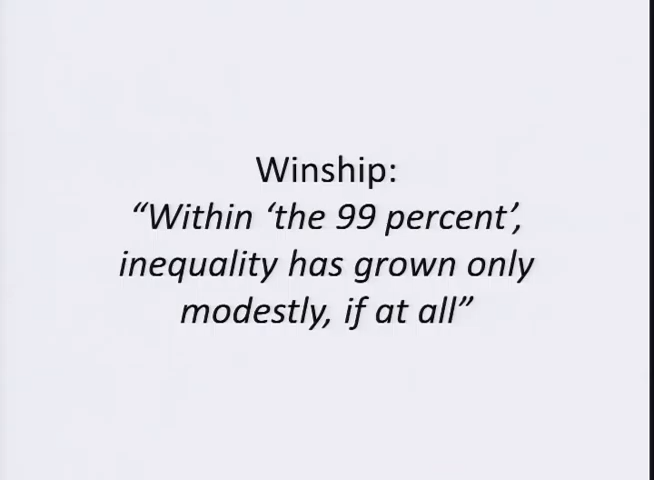 Winship:
“Within ‘the 99 percent’,
inequality has grown only
modestly, if at all”